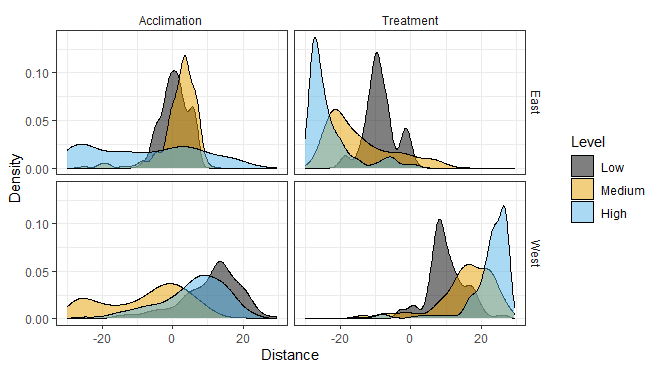 Acclimation
Treatment
0.10
0.05
0.00
East
0.10
0.05
0.00
West
Density
-20
0
20
-20
0
20
Distance
Level
Low
Medium
High